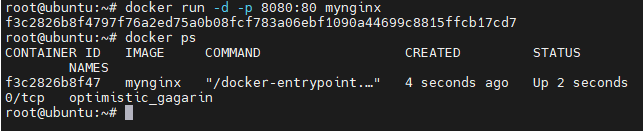 root@ubuntu:~# docker run -d -p 8080:80 mynginx
f3c2826b8f4797f76a2ed75a0b08fcf783a06ebf1090a44699c8815ffcb17cd7
root@ubuntu:~# docker ps
CONTAINER ID   IMAGE     COMMAND                  CREATED         STATUS
        NAMES
f3c2826b8f47   mynginx   "/docker-entrypoint.…"   4 seconds ago   Up 2 seconds
0/tcp   optimistic_gagarin
root@ubuntu:~#